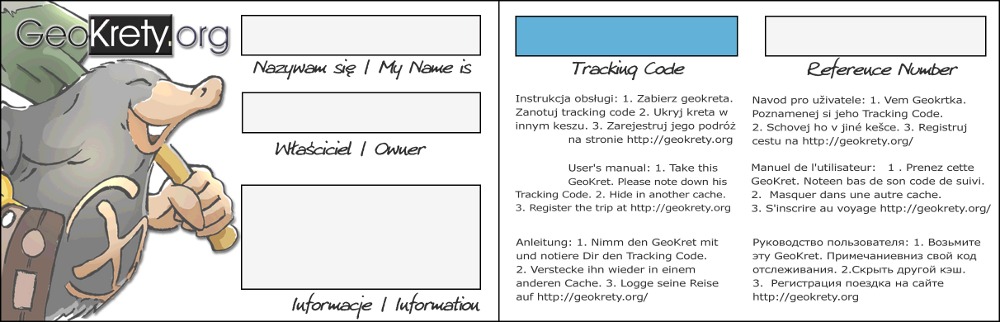 GeoKrety.org
Nazywam się | My Name is
Właściciel | Owner
Informacje | Information
Tracking Code
Instrukcja obsługi: 1. Zabierz geokreta.
Zanotuj tracking code 2. Ukryj kreta w
innym keszu. 3. Zarejestruj jego podróż
na stronie http://geokrety.org/
User's manual: 1. Take this
GeoKret. Please note down his
Tracking Code. 2. Hide in another cache.
3. Register the trip at http://geokrety.org
Anleitung: 1. Nimm den GeoKret mit
und notiere Dir den Tracking Code.
2. Verstecke ihn wieder in einem
anderen Cache. 3. Logge seine Reise
auf http://geokrety.org/
Reference Number
Navod pro uživatele: 1. Vem Geokrtka.
Poznamenej si jeho Tracking Code.
2. Schovej ho v jiné kešce. 3. Registruj
cestu na http://geokrety.org/
Manuel de l'utilisateur: 1 . Prenez cette
GeoKret. Noteen bas de son code de suivi.
2. Masquer dans une autre cache.
3. S'inscrire au voyage http://geokrety.org/
Руководство пользователя: 1. Возьмите
эту GeoKret. Примечаниевниз свой код
отслеживания. 2.Скрыть другой кэш.
3. Регистрация поездка на сайте
http://geokrety.org